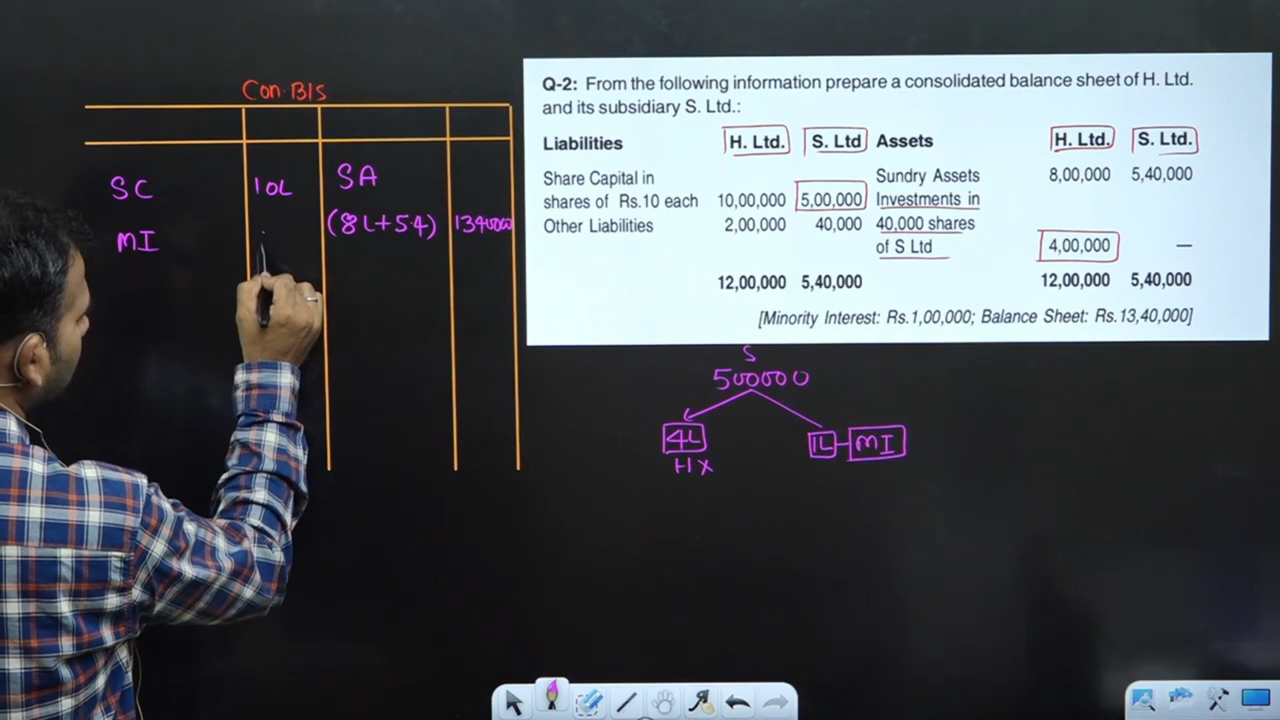 Con·B/s
SC 10L SA
(8L+5.4) 1340000
MI
Q-2: From the following information prepare a consolidated balance sheet of H. Ltd.
and its subsidiary S. Ltd.:
Liabilities H. Ltd. S. Ltd Assets H. Ltd. S. Ltd.
Share Capital in Sundry Assets 8,00,000 5,40,000
shares of Rs.10 each 10,00,000 5,00,000 Investments in
Other Liabilities 2,00,000 40,000 40,000 shares
of S Ltd 4,00,000 —
12,00,000 5,40,000 12,00,000 5,40,000
[Minority Interest: Rs.1,00,000; Balance Sheet: Rs.13,40,000]
S
500000
4L 1L - MI
H X